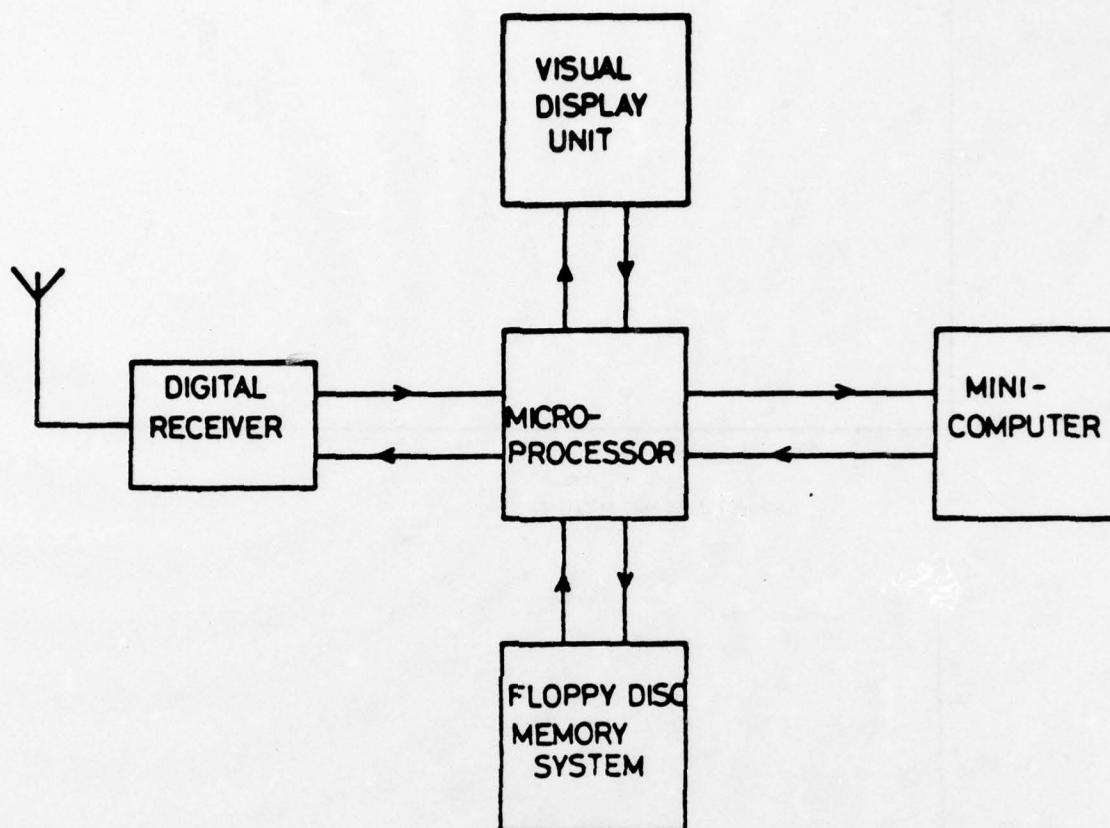 VISUAL
DISPLAY
UNIT
DIGITAL
RECEIVER
MICRO-
PROCESSOR
MINI-
COMPUTER
FLOPPY DISC
MEMORY
SYSTEM